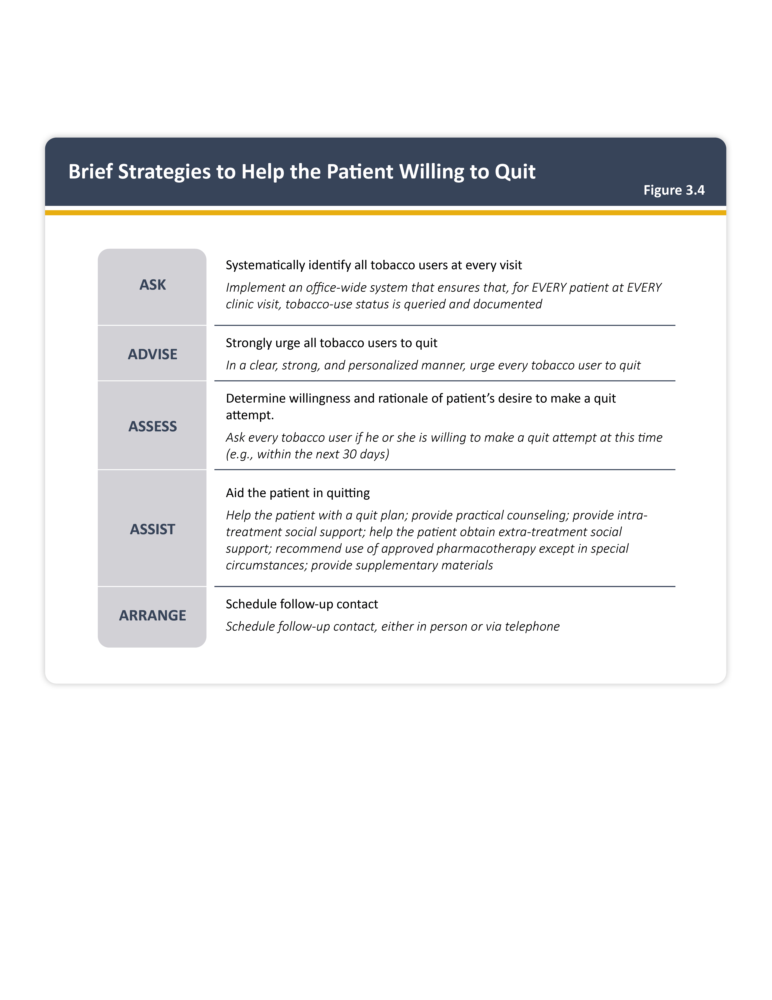 Brief Strategies to Help the Patient Willing to Quit
Figure 3.4
ASK
Systematically identify all tobacco users at every visit
Implement an office-wide system that ensures that, for EVERY patient at EVERY
clinic visit, tobacco-use status is queried and documented
ADVISE
Strongly urge all tobacco users to quit
In a clear, strong, and personalized manner, urge every tobacco user to quit
ASSESS
Determine willingness and rationale of patient’s desire to make a quit
attempt.
Ask every tobacco user if he or she is willing to make a quit attempt at this time
(e.g., within the next 30 days)
ASSIST
Aid the patient in quitting
Help the patient with a quit plan; provide practical counseling; provide intra-
treatment social support; help the patient obtain extra-treatment social
support; recommend use of approved pharmacotherapy except in special
circumstances; provide supplementary materials
ARRANGE
Schedule follow-up contact
Schedule follow-up contact, either in person or via telephone